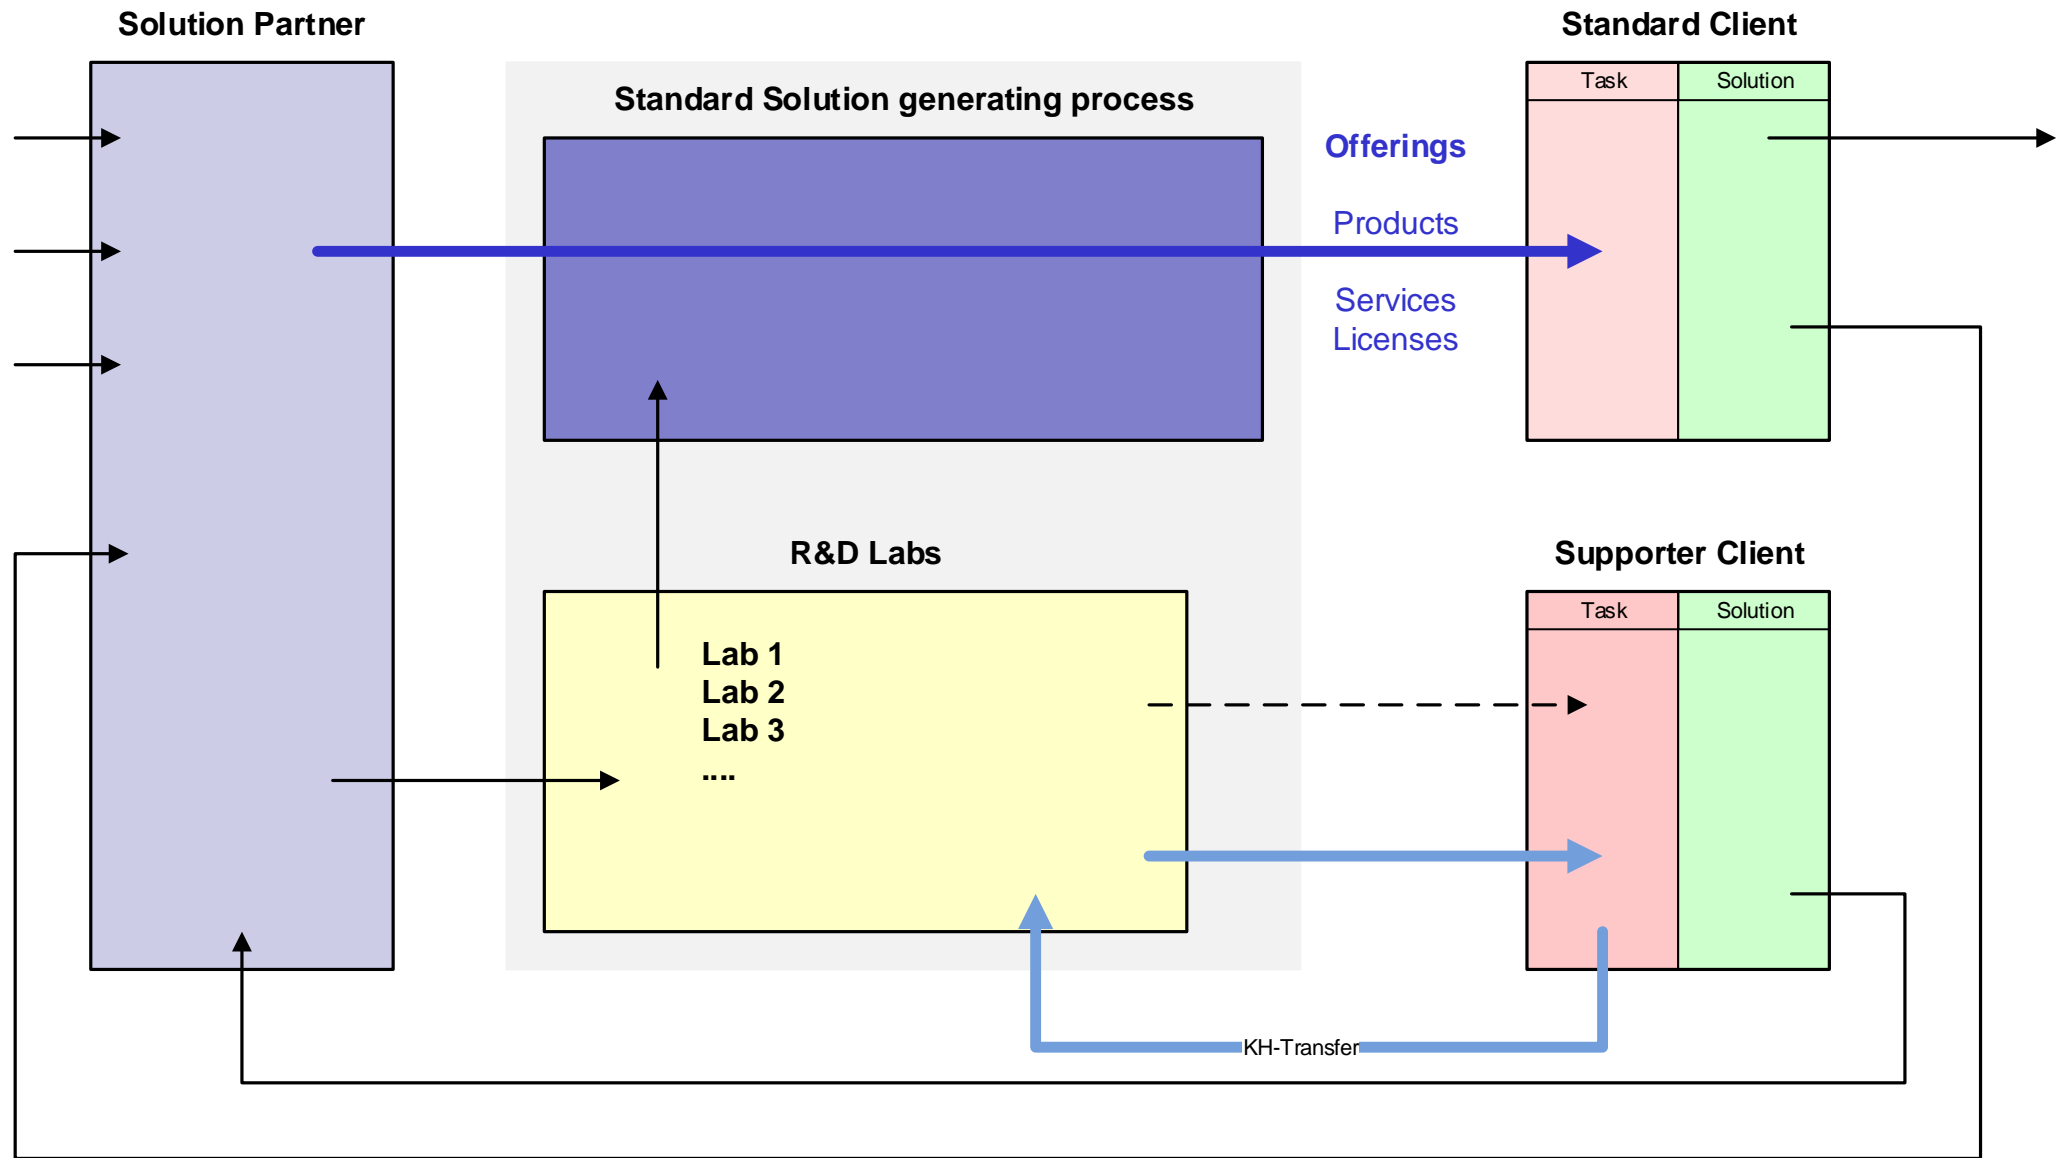 Solution Partner
Standard Client
Standard Solution generating process
Task
Solution
Offerings
Products
Services
Licenses
R&D Labs
Supporter Client
Task
Solution
Lab 1
Lab 2
Lab 3
....
KH-Transfer